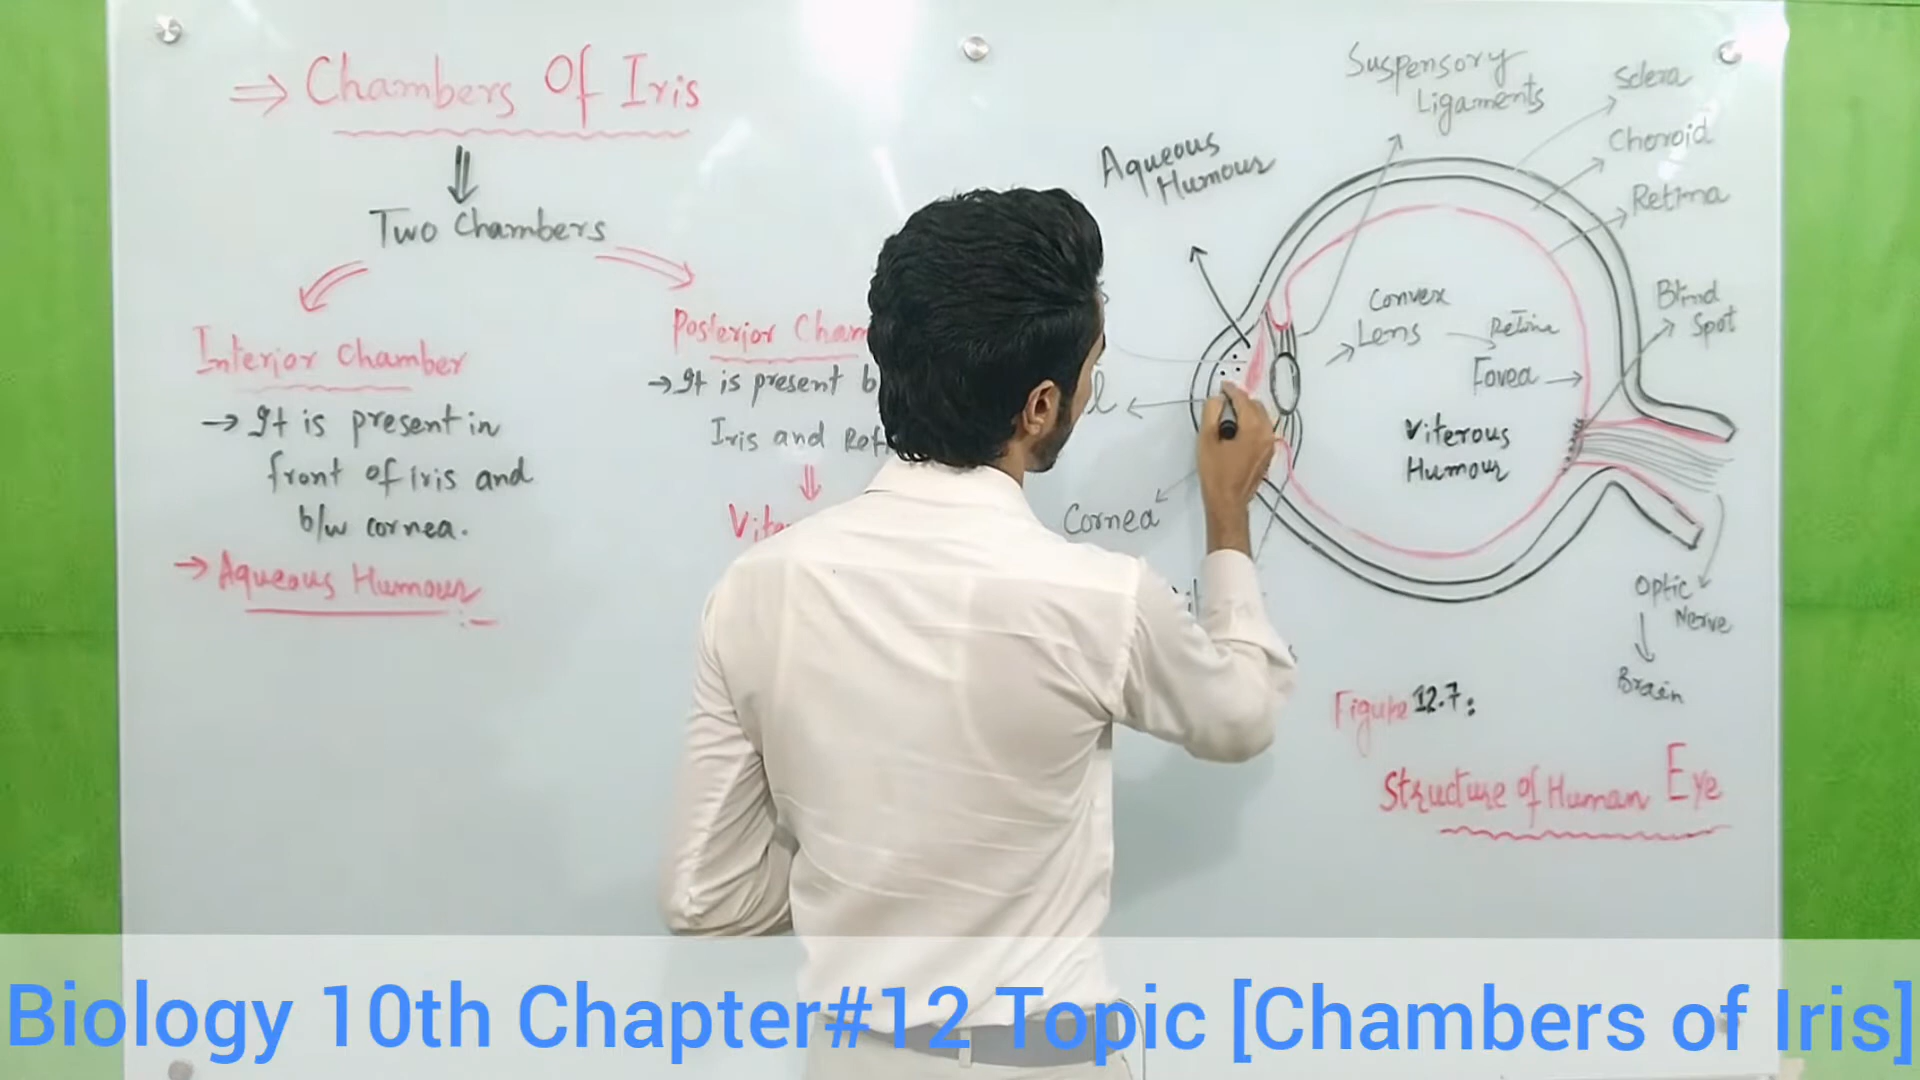 ⇒ Chambers Of Iris
Two Chambers
Interior Chamber
→ It is present in
front of Iris and
b/w cornea.
→ Aqueous Humour
Posterior
→ It is present
Iris and
Aqueous
Humour
Suspensory
Ligaments
Sclera
Choroid
Retina
Blind
Spot
Convex
Lens
Retina
Fovea
Viterous
Humour
Cornea
Optic
Nerve
Brain
Figure 12.7:
Structure of Human Eye
Biology 10th Chapter#12 Topic [Chambers of Iris]